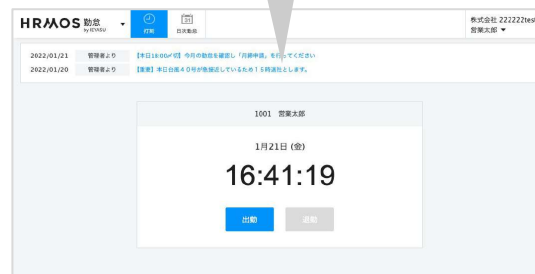 HRMOS 勤怠
by IEYASU
打刻
31
日次勤怠
株式会社 222222test
営業太郎 ▼
2022/01/21 管理者より 【本日18:00〆切】今月の勤怠を確認し「月締申請」を行ってください
2022/01/20 管理者より 【重要】本日台風40号が急接近しているため15時退社とします。
1001 営業太郎
1月21日 (金)
16:41:19
出勤
退勤